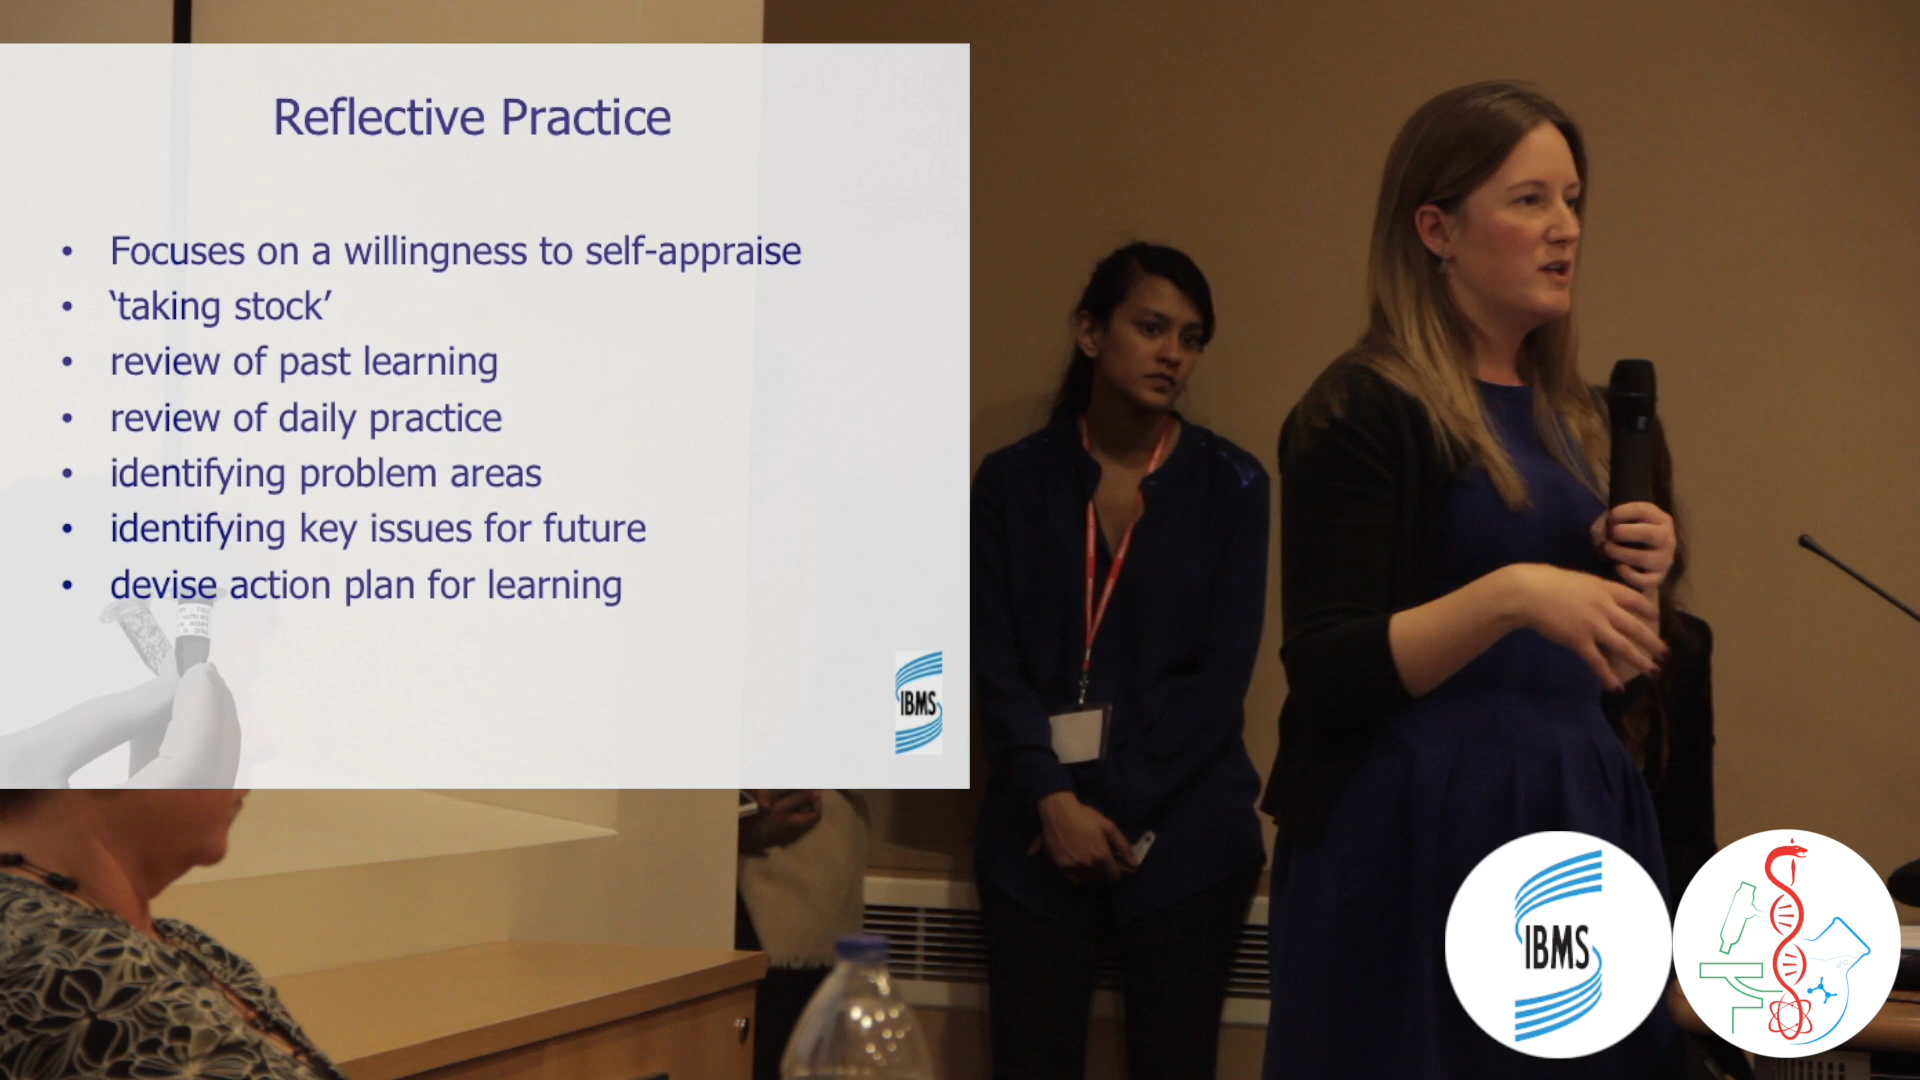 Reflective Practice
• Focuses on a willingness to self-appraise
• ‘taking stock’
• review of past learning
• review of daily practice
• identifying problem areas
• identifying key issues for future
• devise action plan for learning
IBMS
IBMS